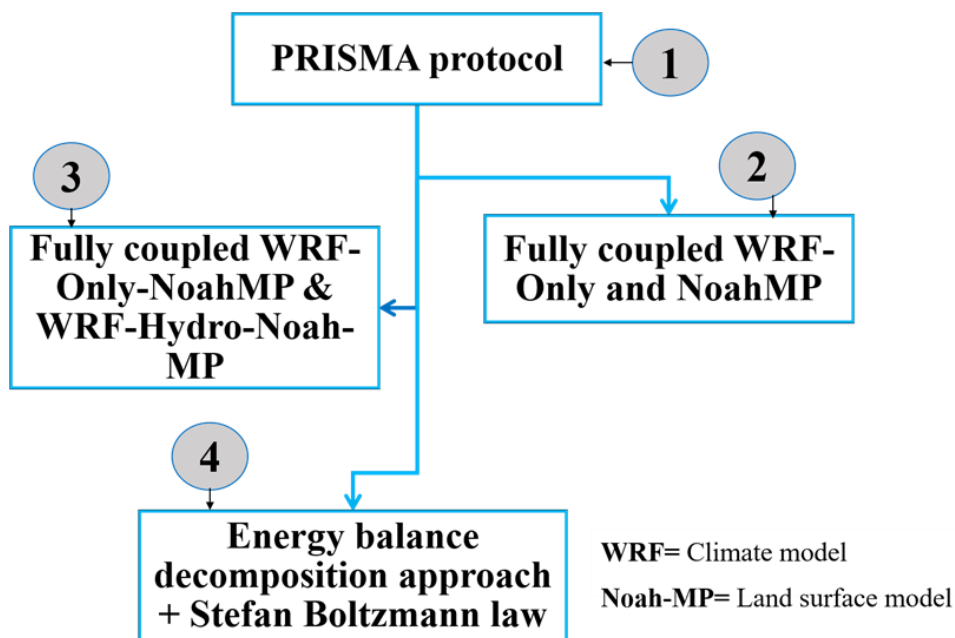 PRISMA protocol
1
2
Fully coupled WRF-
Only and NoahMP
3
Fully coupled WRF-
Only-NoahMP &
WRF-Hydro-Noah-
MP
4
Energy balance
decomposition approach
+ Stefan Boltzmann law
WRF= Climate model
Noah-MP= Land surface model